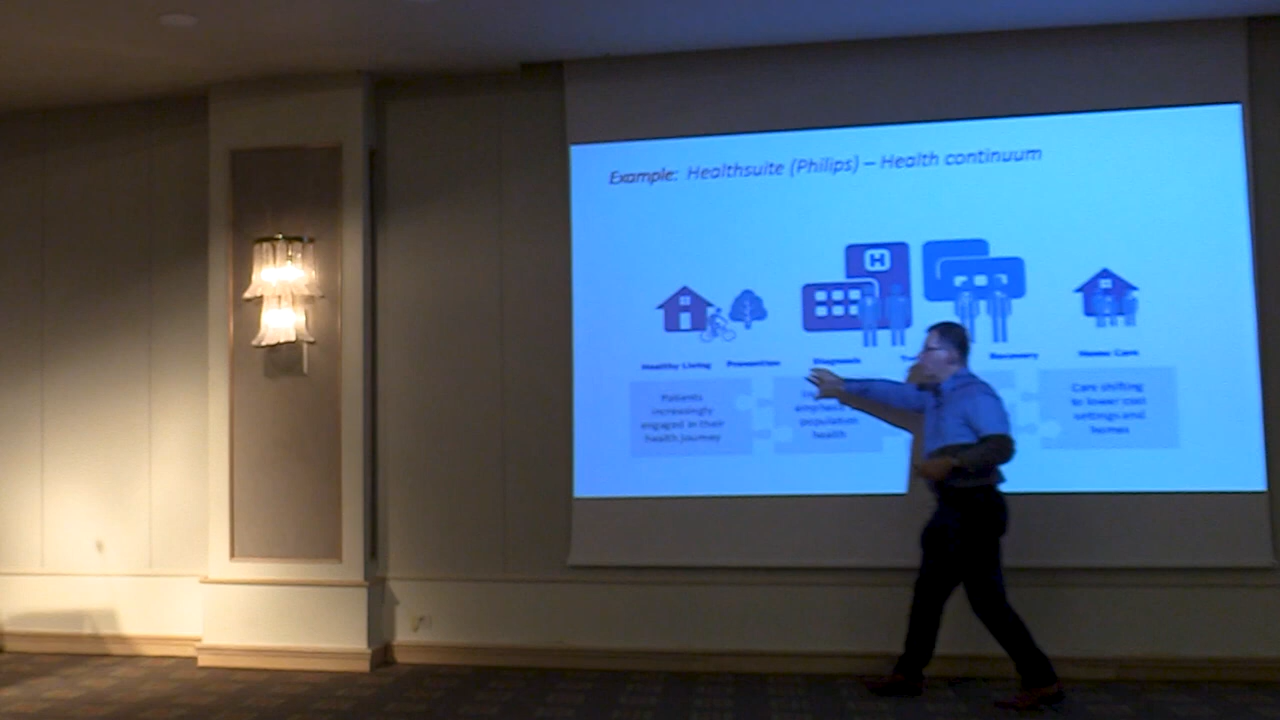 Example: Healthsuite (Philips) – Health continuum
H
Healthy Living
Prevention
Diagnosis
Recovery
Home Care
Patients
increasingly
engaged in their
health journey
population
health
Care shifting
to lower cost
settings and
homes